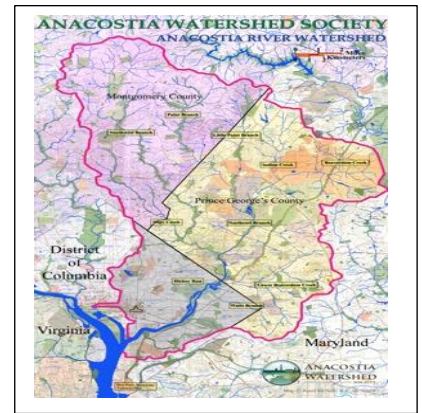 ANACOSTIA WATERSHED SOCIETY
ANACOSTIA RIVER WATERSHED
Kilometers
Montgomery County
Paint Branch
Northwest Branch
Little Paint Branch
Indian Creek
Beaverdam Creek
Prince George's County
Sligo Creek
Northeast Branch
District
of
Columbia
Hickey Run
Lower Beaverdam Creek
Watts Branch
Virginia
Maryland
ANACOSTIA
WATERSHED